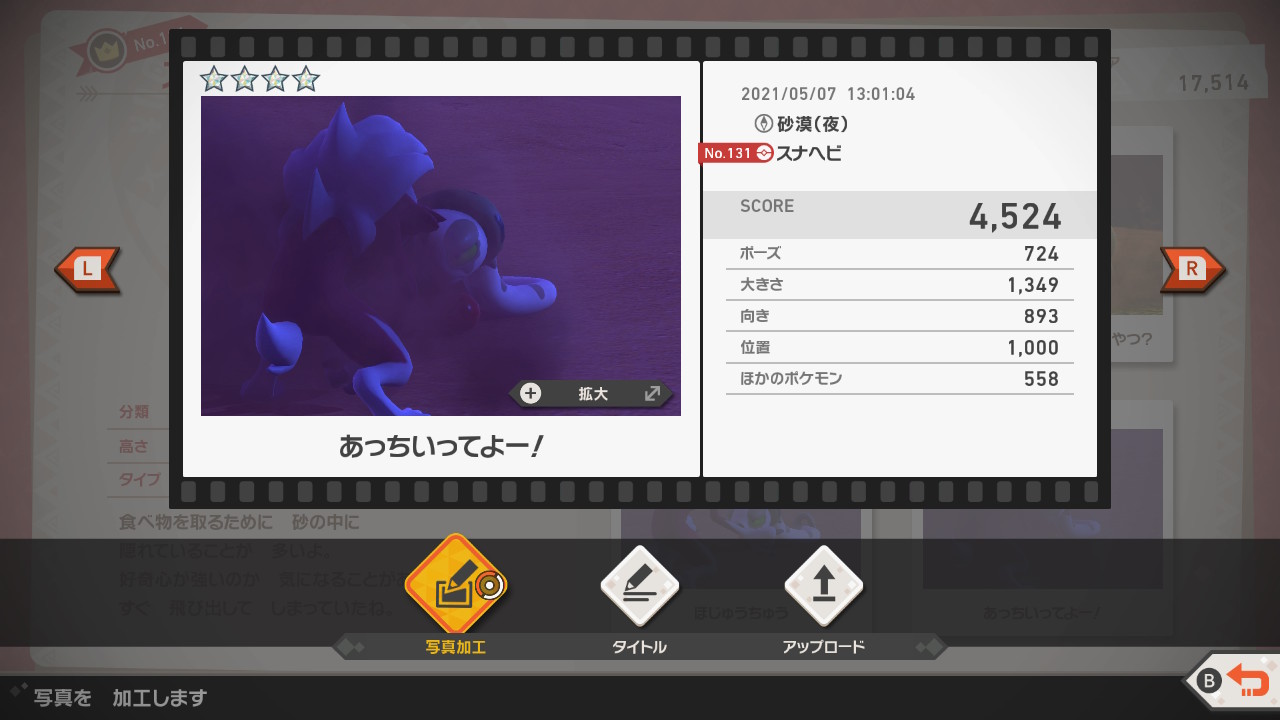 No.1
17,514
2021/05/07 13:01:04
砂漠(夜)
No.131 スナヘビ
SCORE 4,524
ポーズ 724
大きさ 1,349
向き 893
位置 1,000
ほかのポケモン 558
L
R
+ 拡大
あっちいってよー!
やつ?
分類
高さ
タイプ
食べ物を取るために 砂の中に
隠れていることが 多いよ。
好奇心が強いのか 気になることが
すぐ 飛び出して しまっていたね。
ほじゅうちゅう
あっちいってよー!
写真加工
タイトル
アップロード
写真を 加工します
B